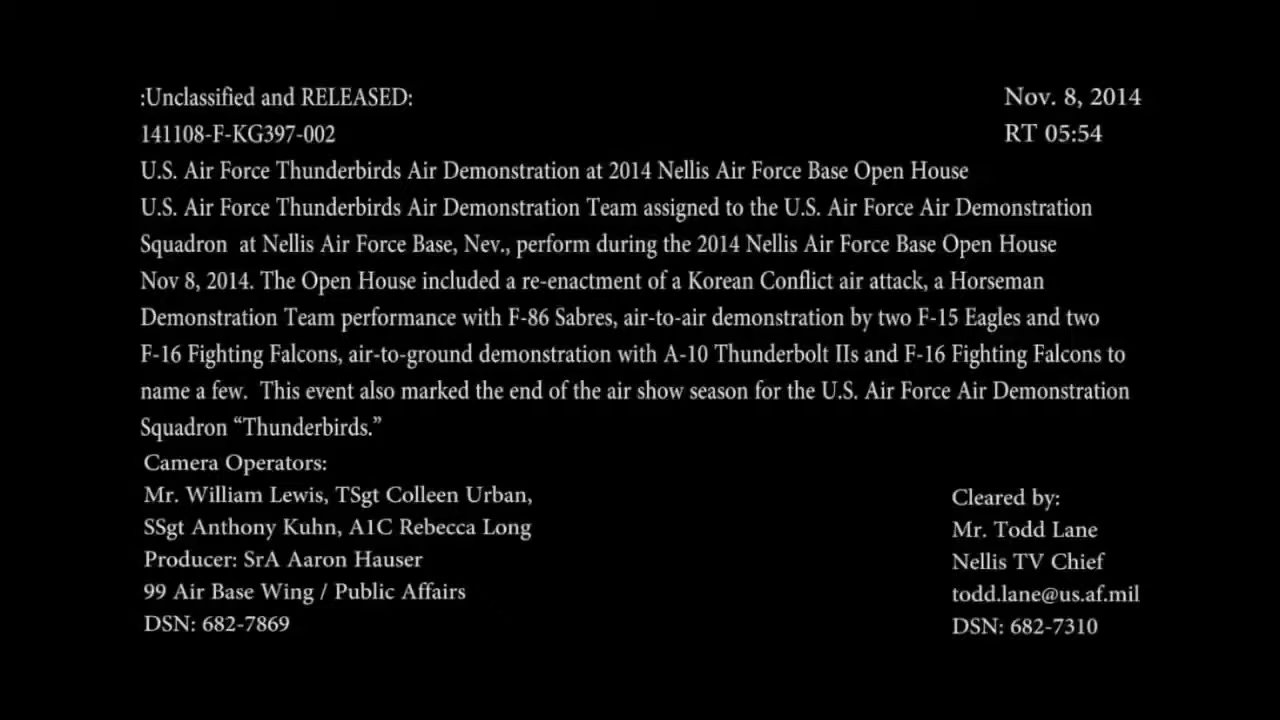 :Unclassified and RELEASED:
Nov. 8, 2014
141108-F-KG397-002
RT 05:54
U.S. Air Force Thunderbirds Air Demonstration at 2014 Nellis Air Force Base Open House
U.S. Air Force Thunderbirds Air Demonstration Team assigned to the U.S. Air Force Air Demonstration
Squadron  at Nellis Air Force Base, Nev., perform during the 2014 Nellis Air Force Base Open House
Nov 8, 2014. The Open House included a re-enactment of a Korean Conflict air attack, a Horseman
Demonstration Team performance with F-86 Sabres, air-to-air demonstration by two F-15 Eagles and two
F-16 Fighting Falcons, air-to-ground demonstration with A-10 Thunderbolt IIs and F-16 Fighting Falcons to
name a few.  This event also marked the end of the air show season for the U.S. Air Force Air Demonstration
Squadron “Thunderbirds.”
Camera Operators:
Mr. William Lewis, TSgt Colleen Urban,
SSgt Anthony Kuhn, A1C Rebecca Long
Producer: SrA Aaron Hauser
99 Air Base Wing / Public Affairs
DSN: 682-7869
Cleared by:
Mr. Todd Lane
Nellis TV Chief
todd.lane@us.af.mil
DSN: 682-7310